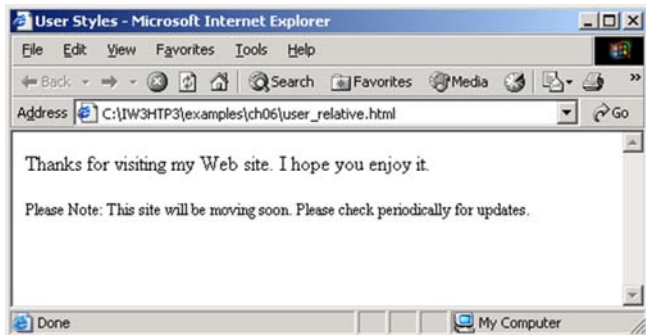 User Styles - Microsoft Internet Explorer
File Edit View Favorites Tools Help
Back Search Favorites Media »
Address C:\IW3HTP3\examples\ch06\user_relative.html Go
Thanks for visiting my Web site. I hope you enjoy it.
Please Note: This site will be moving soon. Please check periodically for updates.
Done My Computer